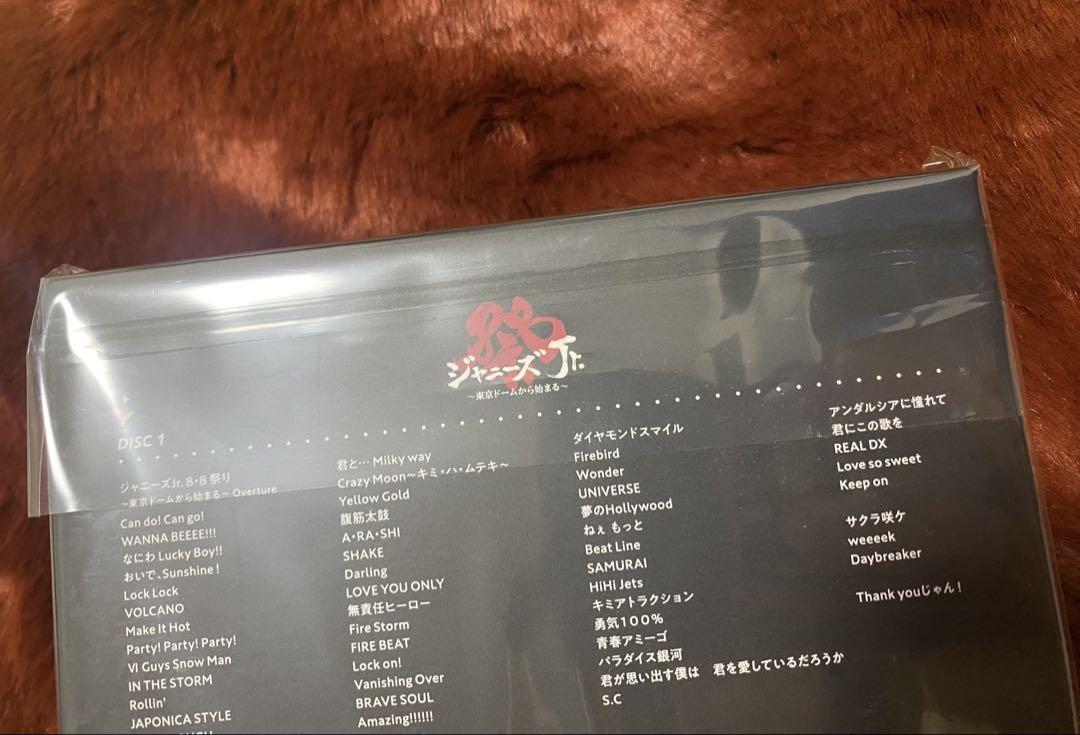 祭
ジャニーズJr.
～東京ドームから始まる～
DISC 1
ジャニーズJr. 8・8 祭り
～東京ドームから始まる～ Overture
Can do! Can go!
WANNA BEEEE!!!
なにわ Lucky Boy!!
おいで、Sunshine!
Lock Lock
VOLCANO
Make It Hot
Party! Party! Party!
VI Guys Snow Man
IN THE STORM
Rollin'
JAPONICA STYLE
君と… Milky way
Crazy Moon～キミ・ハ・ムテキ～
Yellow Gold
腹筋太鼓
A・RA・SHI
SHAKE
Darling
LOVE YOU ONLY
無責任ヒーロー
Fire Storm
FIRE BEAT
Lock on!
Vanishing Over
BRAVE SOUL
Amazing!!!!!!
ダイヤモンドスマイル
Firebird
Wonder
UNIVERSE
夢のHollywood
ねぇ もっと
Beat Line
SAMURAI
HiHi Jets
キミアトラクション
勇気100%
青春アミーゴ
パラダイス銀河
君が思い出す僕は 君を愛しているだろうか
S.C
アンダルシアに憧れて
君にこの歌を
REAL DX
Love so sweet
Keep on
サクラ咲ケ
weeeek
Daybreaker
Thank youじゃん!